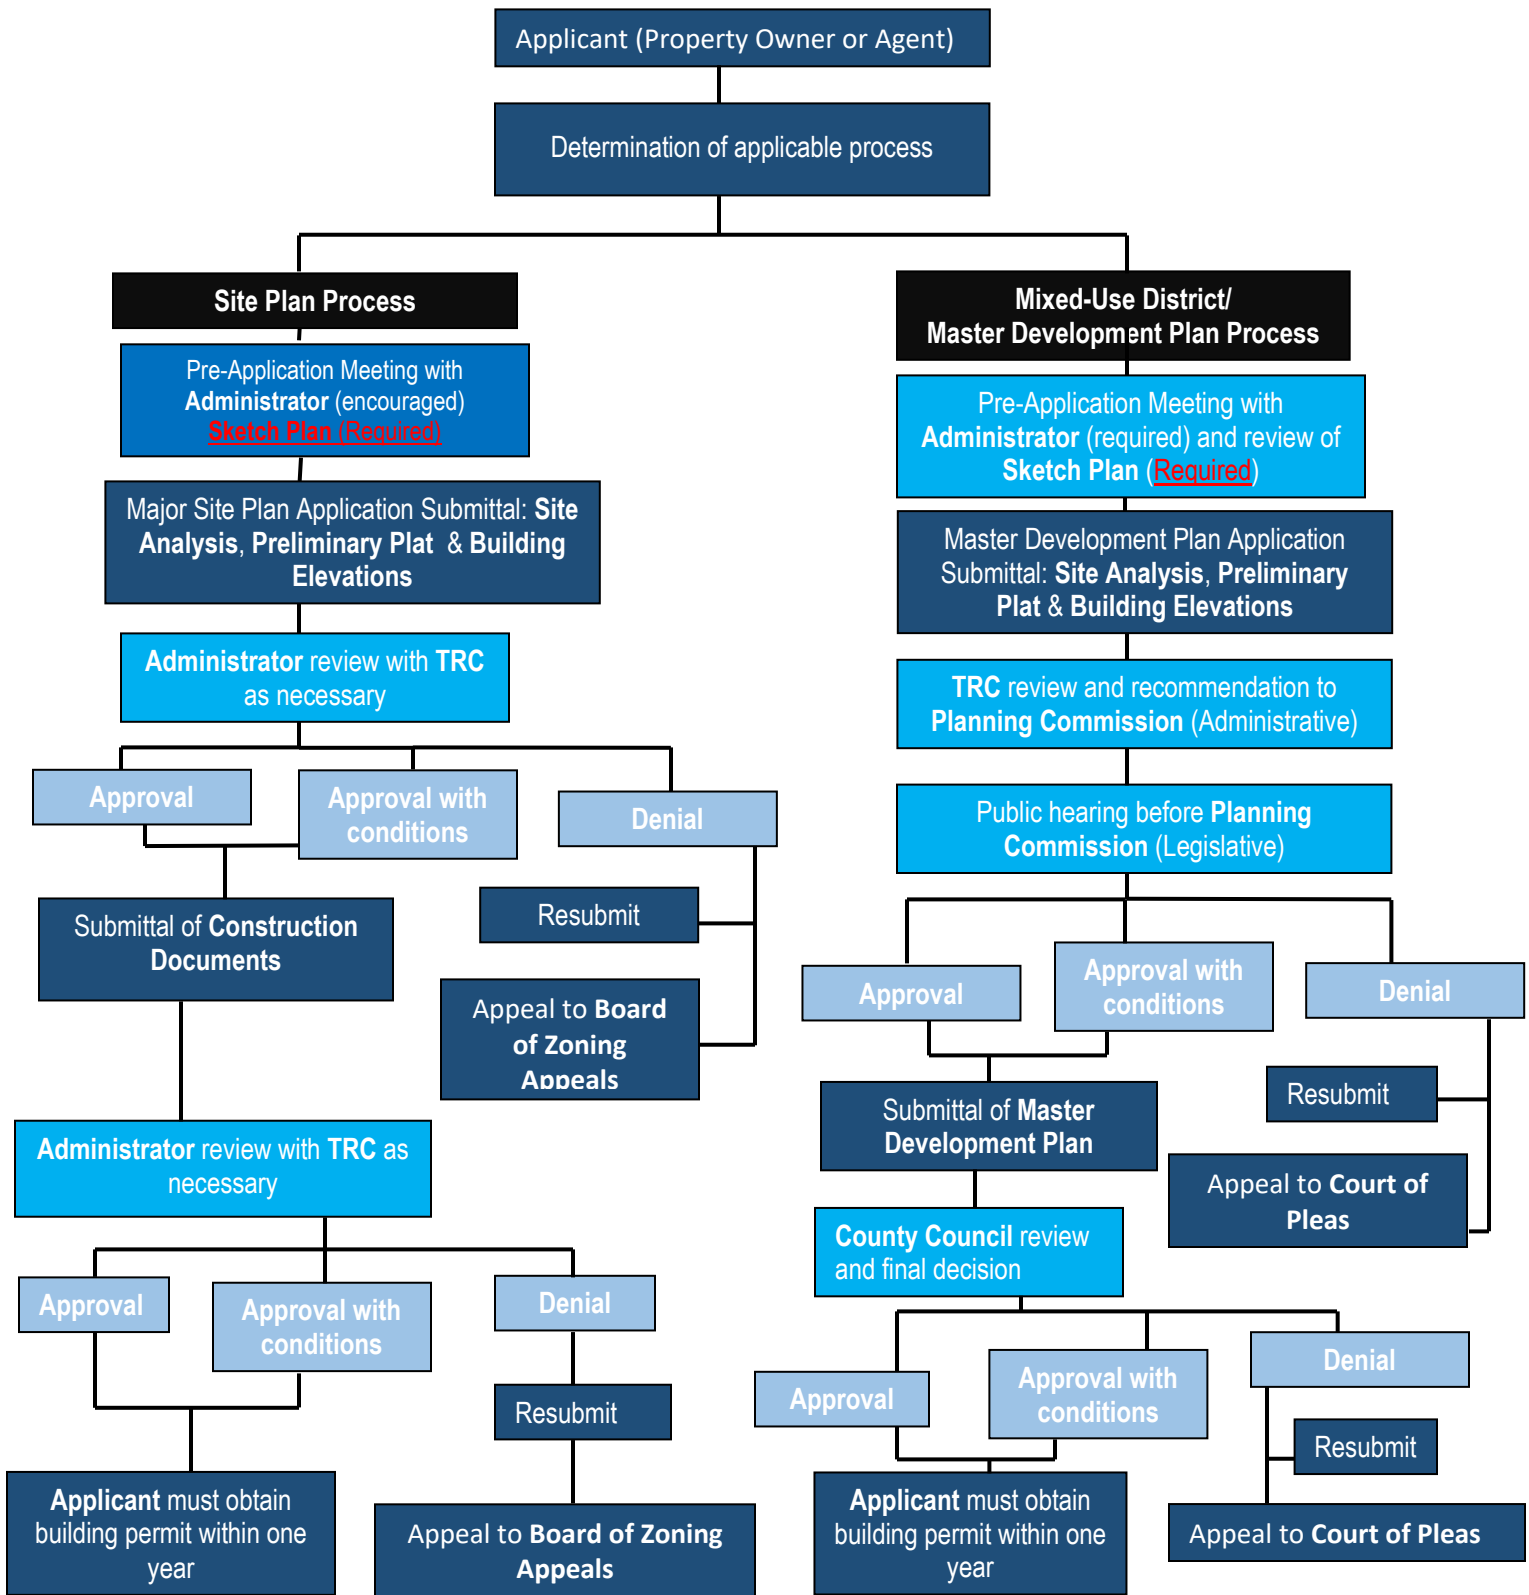 Applicant (Property Owner or Agent)
Determination of applicable process
Site Plan Process
Pre-Application Meeting with
Administrator (encouraged)
Sketch Plan (Required)
Major Site Plan Application Submittal: Site
Analysis, Preliminary Plat & Building
Elevations
Administrator review with TRC
as necessary
Approval
Approval with
conditions
Denial
Submittal of Construction
Documents
Resubmit
Appeal to Board
of Zoning
Appeals
Administrator review with TRC as
necessary
Approval
Approval with
conditions
Denial
Resubmit
Applicant must obtain
building permit within one
year
Appeal to Board of Zoning
Appeals
Mixed-Use District/
Master Development Plan Process
Pre-Application Meeting with
Administrator (required) and review of
Sketch Plan (Required)
Master Development Plan Application
Submittal: Site Analysis, Preliminary
Plat & Building Elevations
TRC review and recommendation to
Planning Commission (Administrative)
Public hearing before Planning
Commission (Legislative)
Approval
Approval with
conditions
Denial
Submittal of Master
Development Plan
Resubmit
Appeal to Court of
Pleas
County Council review
and final decision
Approval
Approval with
conditions
Denial
Resubmit
Applicant must obtain
building permit within one
year
Appeal to Court of Pleas